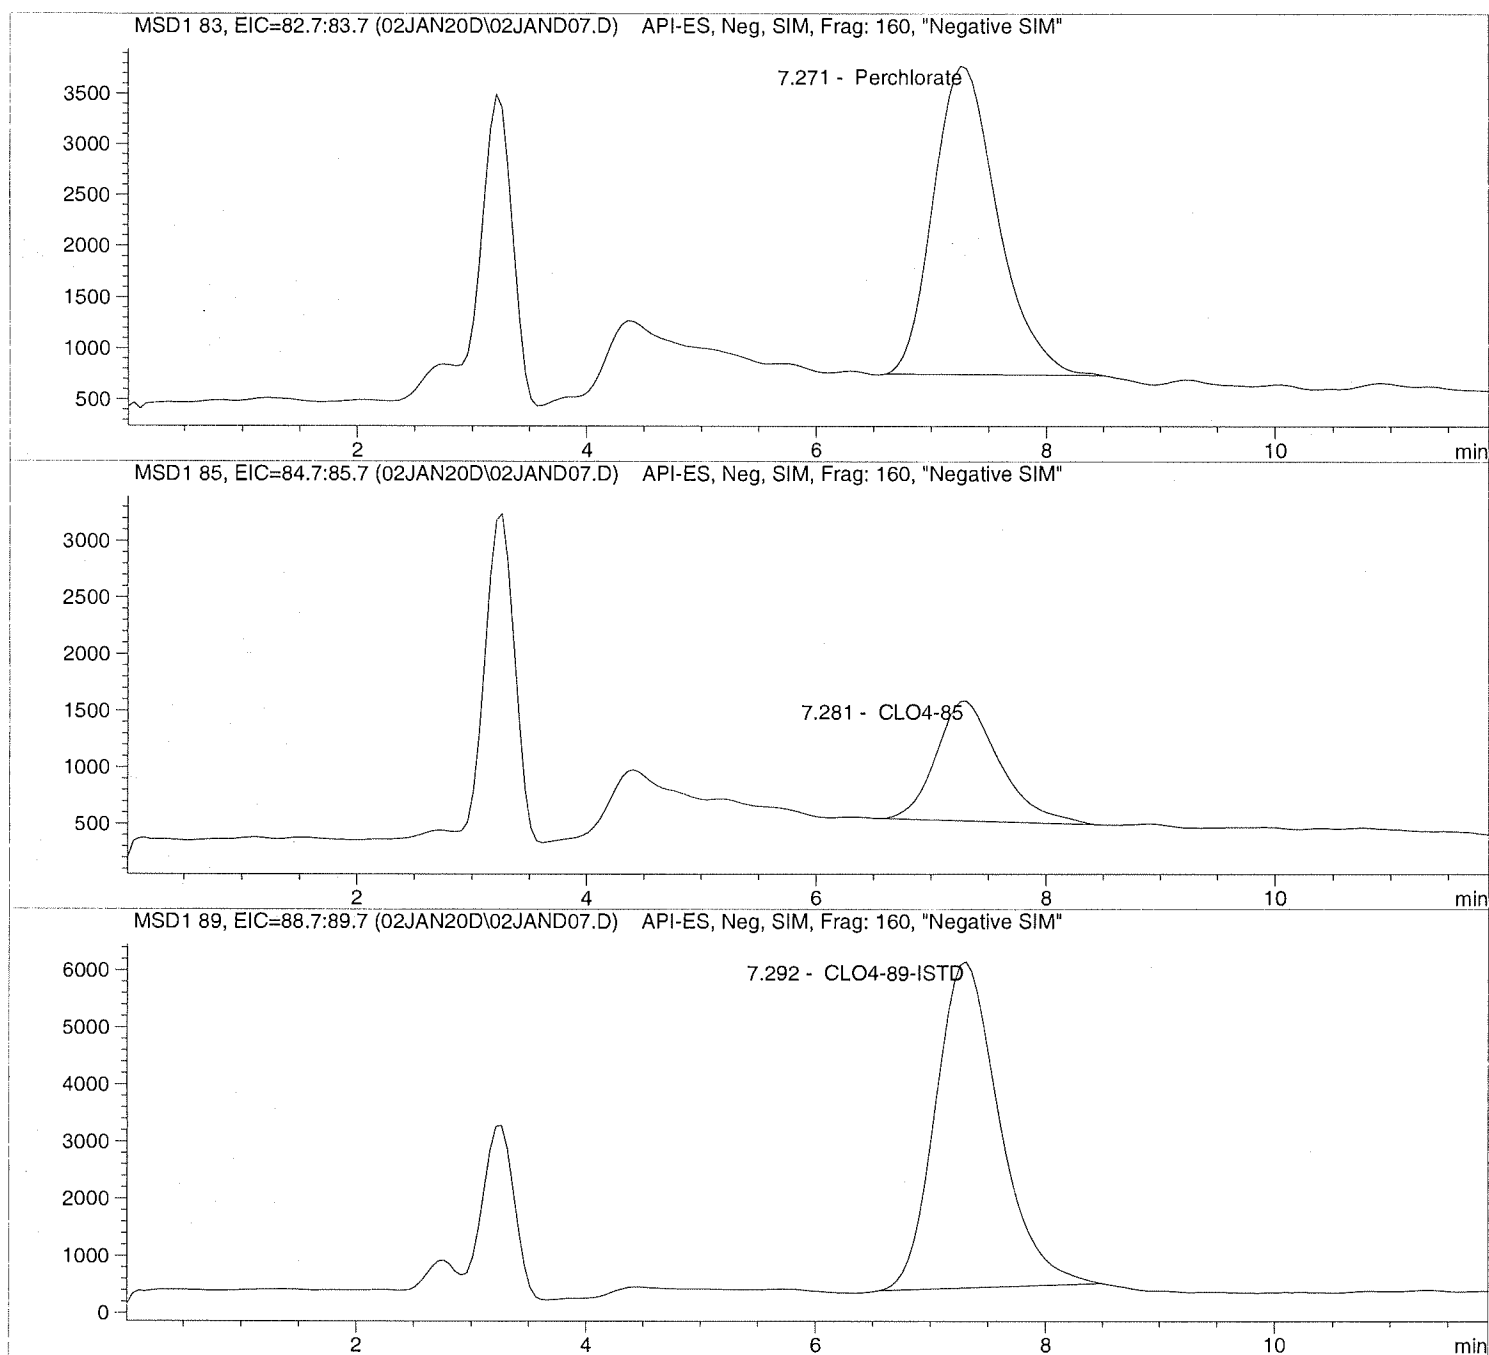 MSD1 83, EIC=82.7:83.7 (02JAN20D\02JAND07.D)    API-ES, Neg, SIM, Frag: 160, "Negative SIM"
7.271 -  Perchlorate
3500
3000
2500
2000
1500
1000
500
2 4 6 8 10 min
MSD1 85, EIC=84.7:85.7 (02JAN20D\02JAND07.D)    API-ES, Neg, SIM, Frag: 160, "Negative SIM"
3000
2500
2000
1500
7.281 -  CLO4-85
1000
500
2 4 6 8 10 min
MSD1 89, EIC=88.7:89.7 (02JAN20D\02JAND07.D)    API-ES, Neg, SIM, Frag: 160, "Negative SIM"
6000
7.292 -  CLO4-89-ISTD
5000
4000
3000
2000
1000
0
2 4 6 8 10 min